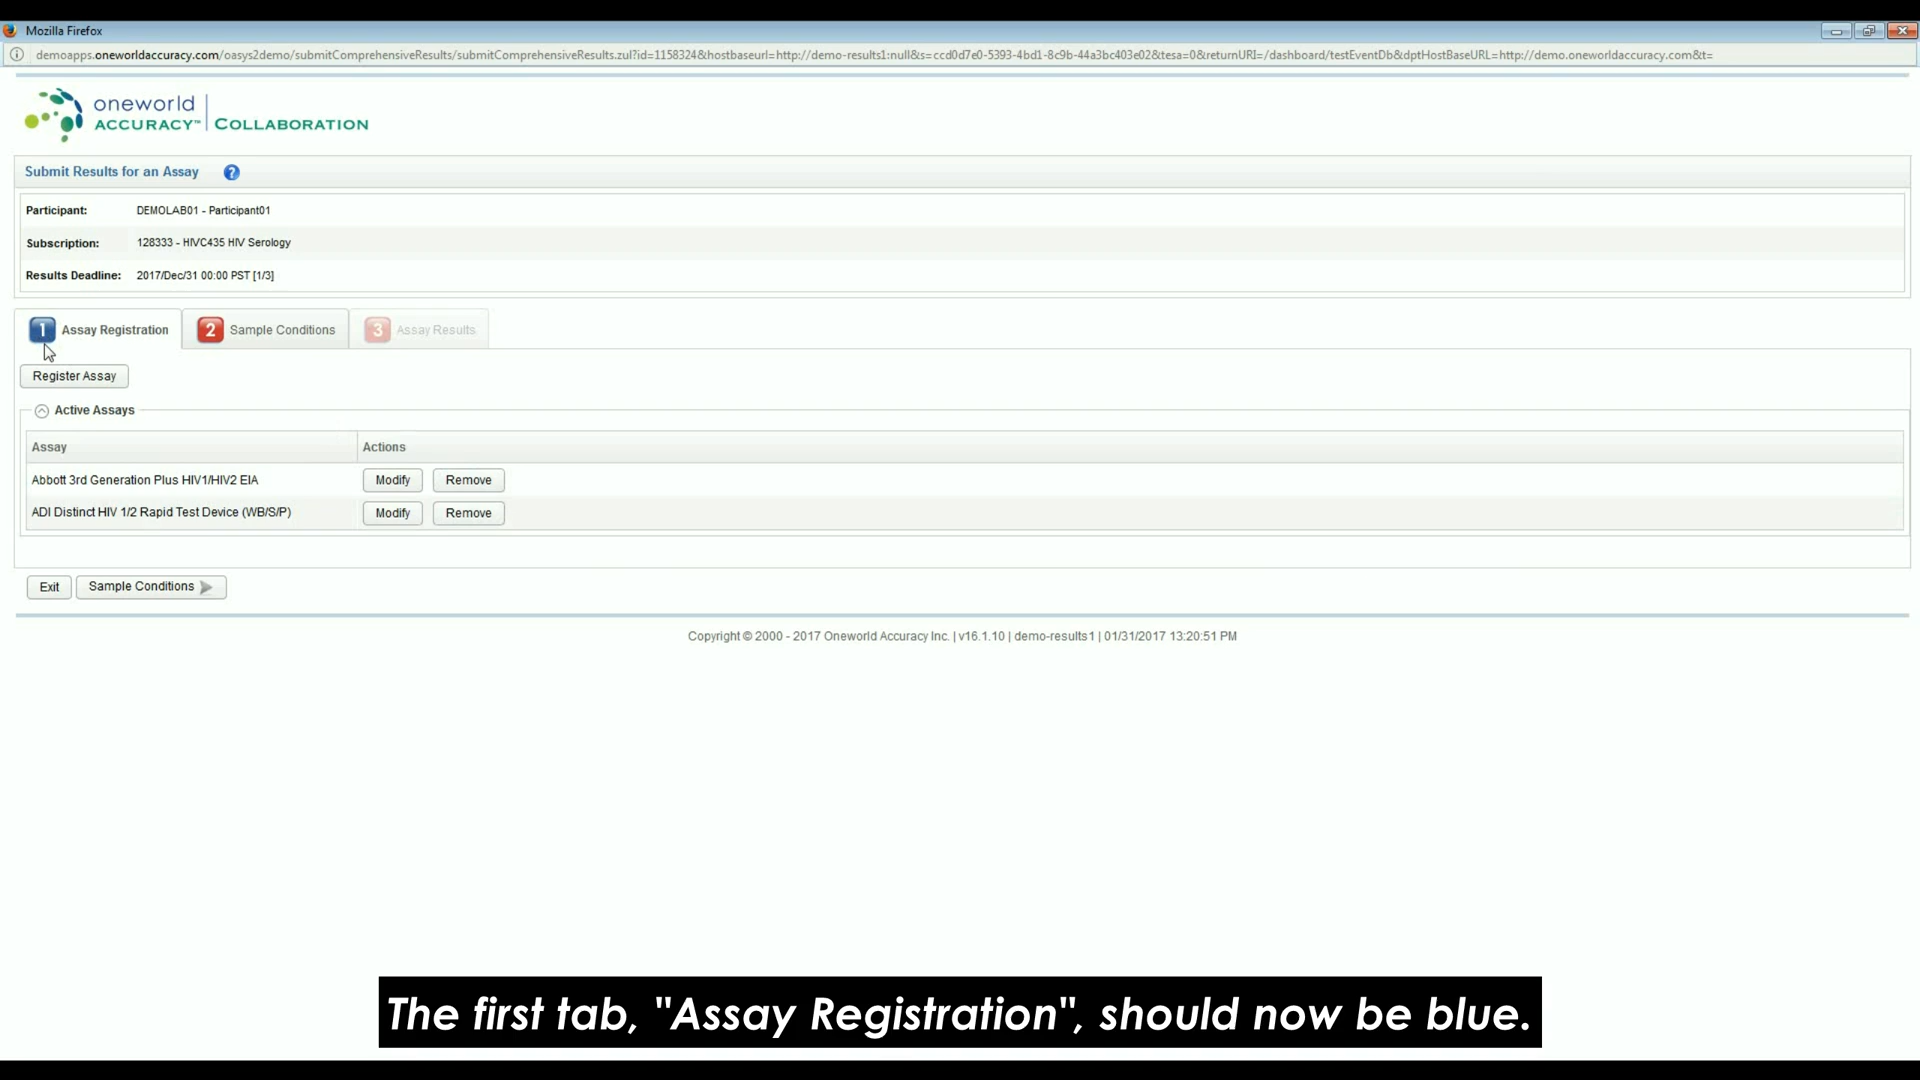 Mozilla Firefox
demoapps.oneworldaccuracy.com/oasys2demo/submitComprehensiveResults/submitComprehensiveResults.zul?id=1158324&hostbaseurl=http://demo-results1:null&s=ccd0d7e0-5393-4bd1-8c9b-44a3bc403e02&tesa=0&returnURI=/dashboard/testEventDb&dptHostBaseURL=http://demo.oneworldaccuracy.com&t=
oneworld
ACCURACY™ COLLABORATION
Submit Results for an Assay ?
Participant: DEMOLAB01 - Participant01
Subscription: 128333 - HIVC435 HIV Serology
Results Deadline: 2017/Dec/31 00:00 PST [1/3]
1 Assay Registration 2 Sample Conditions 3 Assay Results
Register Assay
Active Assays
Assay Actions
Abbott 3rd Generation Plus HIV1/HIV2 EIA Modify Remove
ADI Distinct HIV 1/2 Rapid Test Device (WB/S/P) Modify Remove
Exit Sample Conditions
Copyright © 2000 - 2017 Oneworld Accuracy Inc. | v16.1.10 | demo-results1 | 01/31/2017 13:20:51 PM
The first tab, "Assay Registration", should now be blue.